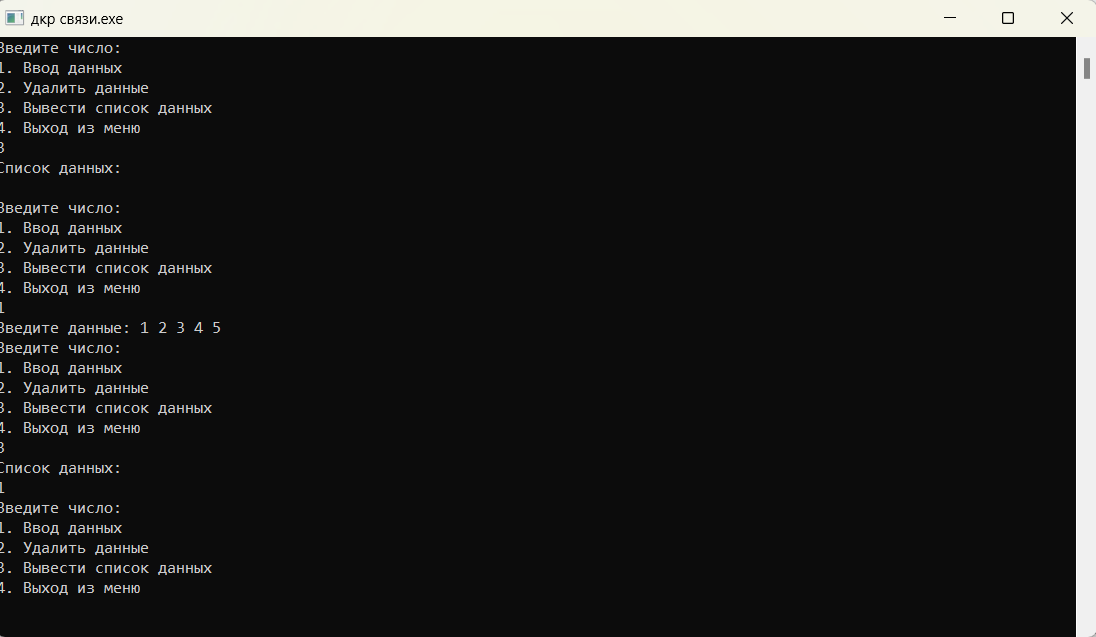 дкр связи.exe
Введите число:
1. Ввод данных
2. Удалить данные
3. Вывести список данных
4. Выход из меню
3
Список данных:
Введите число:
1. Ввод данных
2. Удалить данные
3. Вывести список данных
4. Выход из меню
1
Введите данные: 1 2 3 4 5
Введите число:
1. Ввод данных
2. Удалить данные
3. Вывести список данных
4. Выход из меню
3
Список данных:
1
Введите число:
1. Ввод данных
2. Удалить данные
3. Вывести список данных
4. Выход из меню